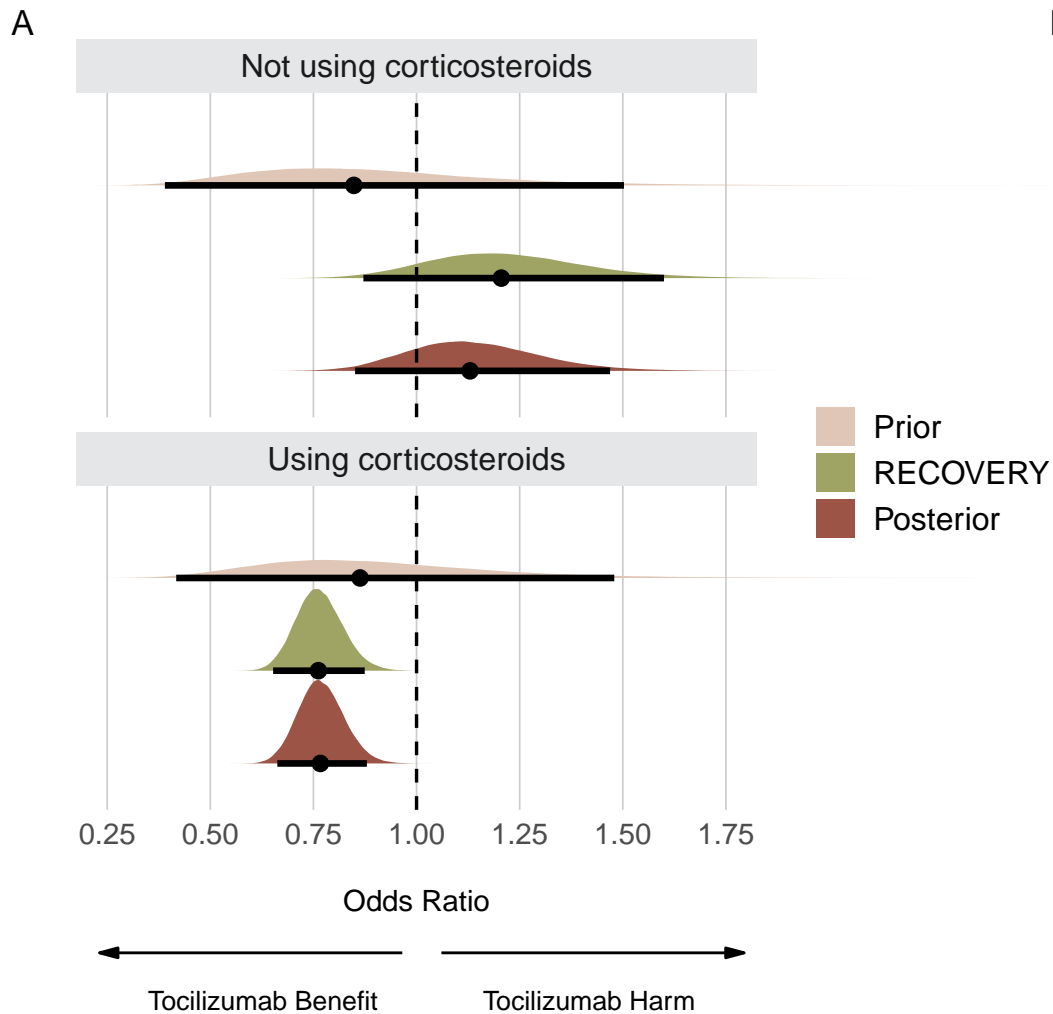 A
Not using corticosteroids
Prior
RECOVERY
Posterior
Using corticosteroids
0.25 0.50 0.75 1.00 1.25 1.50 1.75
Odds Ratio
Tocilizumab Benefit Tocilizumab Harm